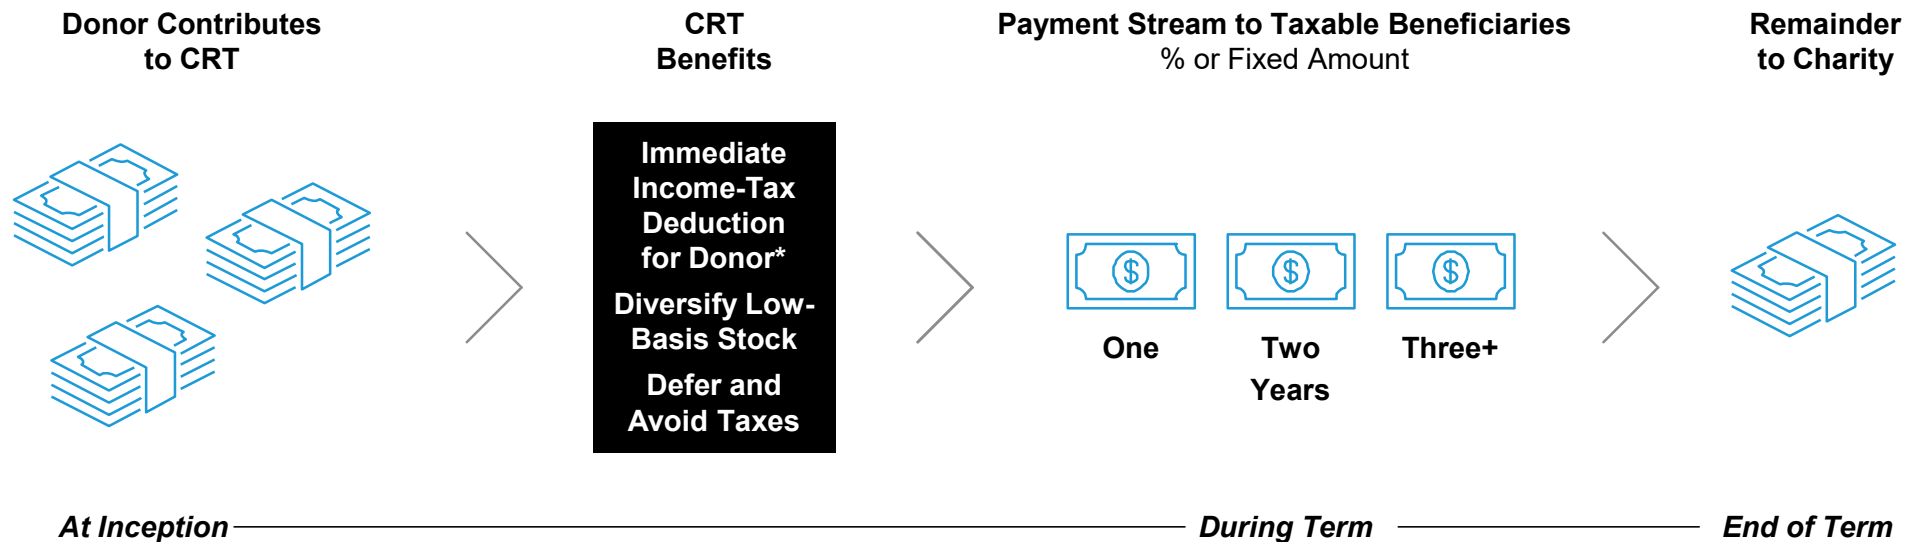 Donor Contributes
to CRT
CRT
Benefits
Payment Stream to Taxable Beneficiaries
% or Fixed Amount
Remainder
to Charity
Immediate
Income-Tax
Deduction
for Donor*
Diversify Low-
Basis Stock
Defer and
Avoid Taxes
$
$
$
One
Two
Three+
Years
At Inception
During Term
End of Term